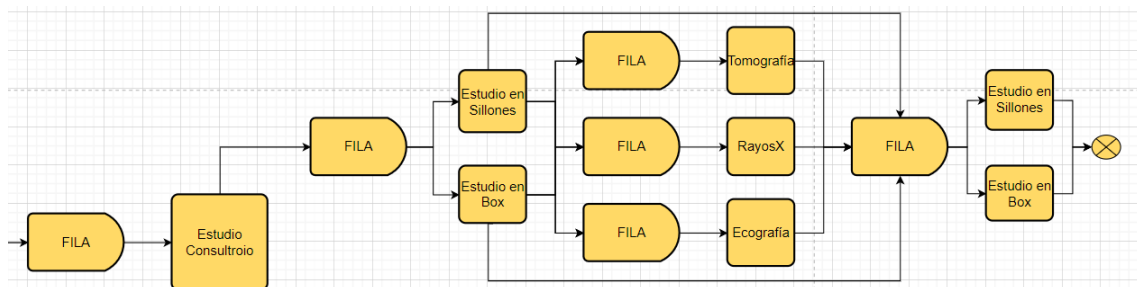 FILA
Estudio
Consultroio
FILA
Estudio en
Sillones
Estudio en
Box
FILA
Tomografía
FILA
RayosX
FILA
Ecografía
FILA
Estudio en
Sillones
Estudio en
Box